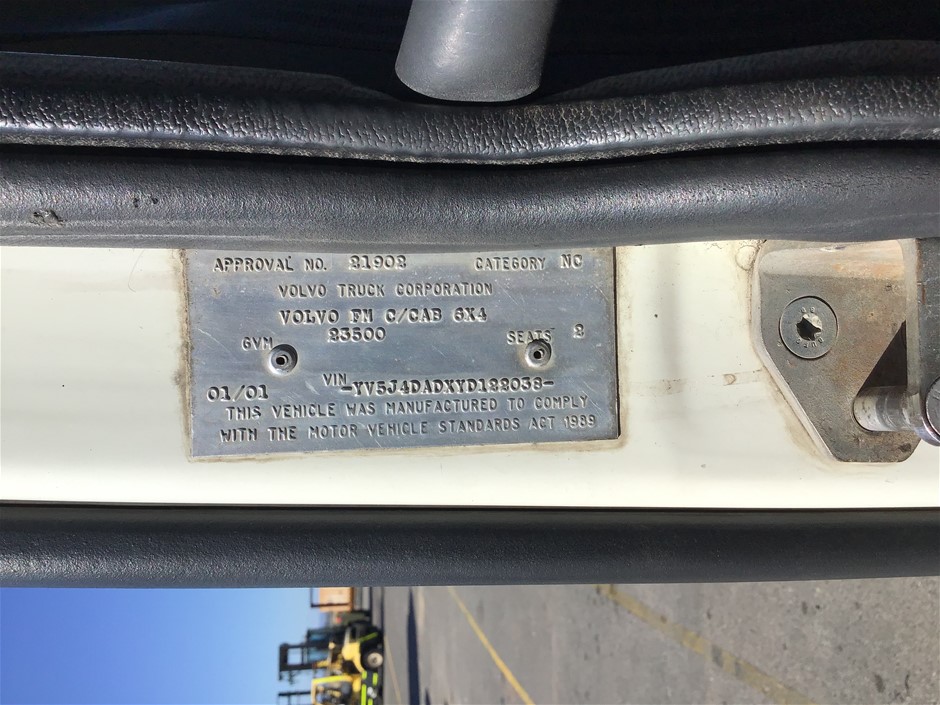 APPROVAL NO. 21902 CATEGORY NC
VOLVO TRUCK CORPORATION
VOLVO FM C/CAB 6X4
GVM 23500 SEATS 2
01/01 VIN -YV5J4DADXYD122038-
THIS VEHICLE WAS MANUFACTURED TO COMPLY
WITH THE MOTOR VEHICLE STANDARDS ACT 1989